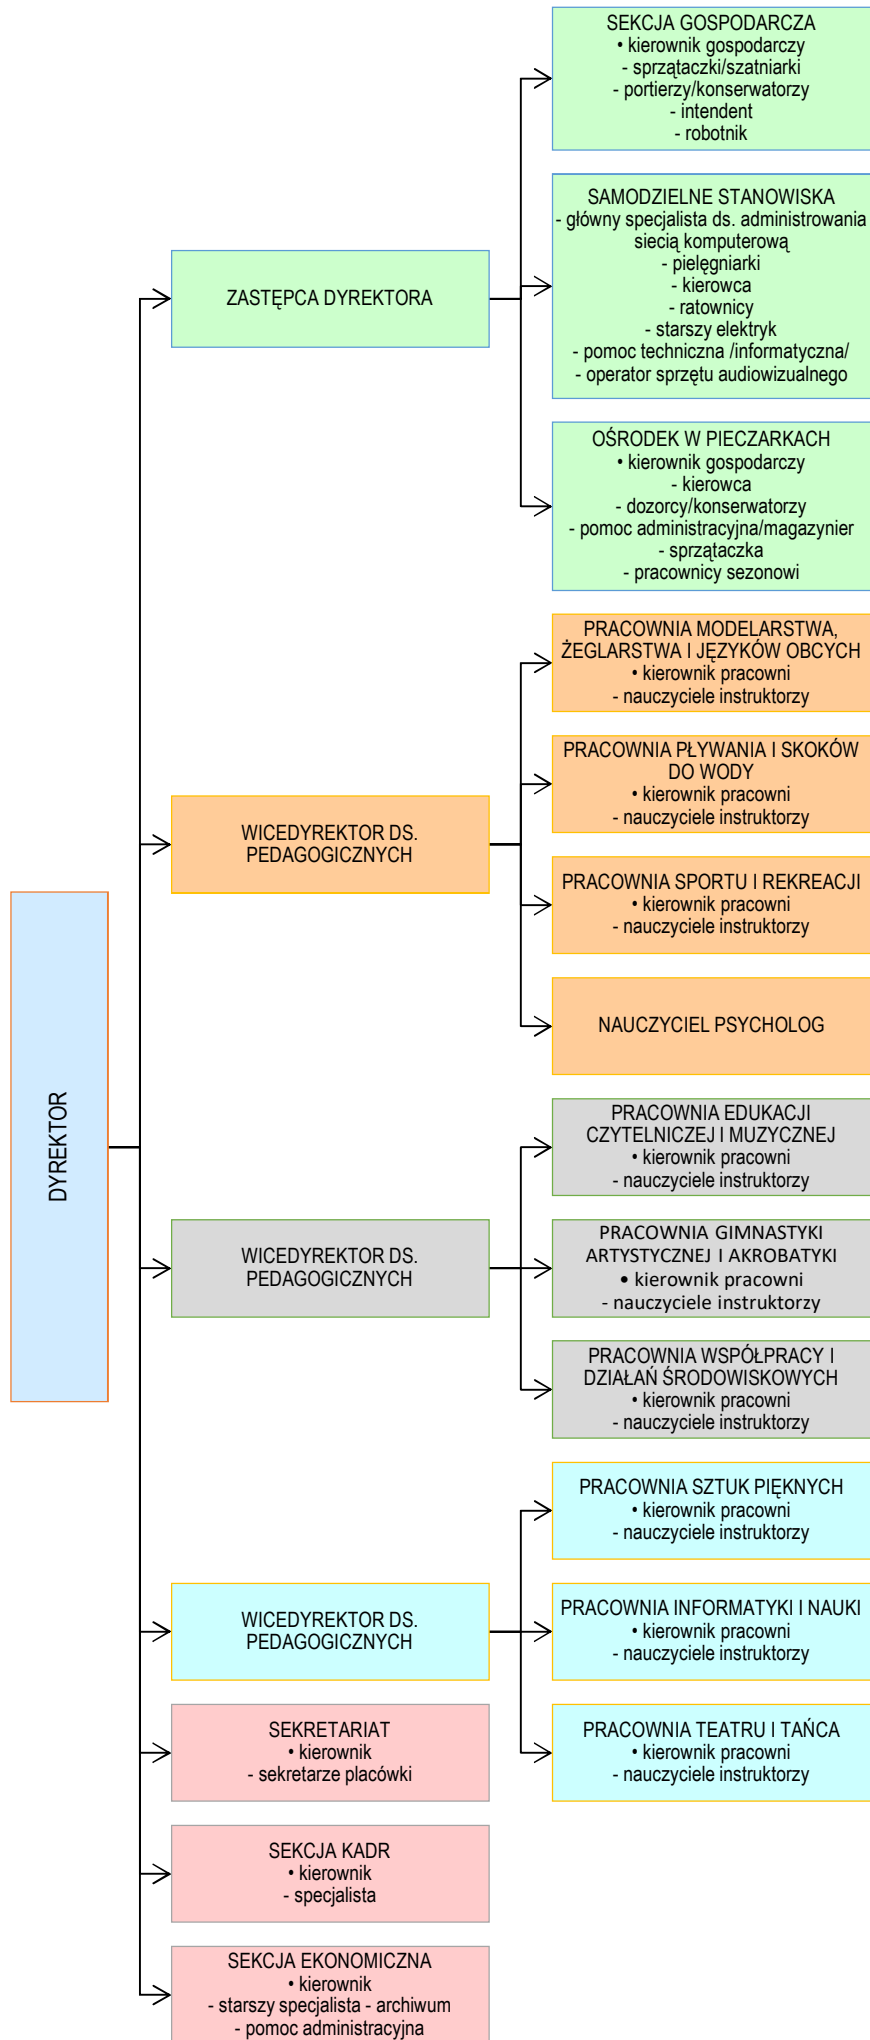 DYREKTOR
ZASTĘPCA DYREKTORA
SEKCJA GOSPODARCZA
• kierownik gospodarczy
- sprzątaczki/szatniarki
- portierzy/konserwatorzy
- intendent
- robotnik
SAMODZIELNE STANOWISKA
- główny specjalista ds. administrowania
siecią komputerową
- pielęgniarki
- kierowca
- ratownicy
- starszy elektryk
- pomoc techniczna /informatyczna/
- operator sprzętu audiowizualnego
OŚRODEK W PIECZARKACH
• kierownik gospodarczy
- kierowca
- dozorcy/konserwatorzy
- pomoc administracyjna/magazynier
- sprzątaczka
- pracownicy sezonowi
WICEDYREKTOR DS.
PEDAGOGICZNYCH
PRACOWNIA MODELARSTWA,
ŻEGLARSTWA I JĘZYKÓW OBCYCH
• kierownik pracowni
- nauczyciele instruktorzy
PRACOWNIA PŁYWANIA I SKOKÓW
DO WODY
• kierownik pracowni
- nauczyciele instruktorzy
PRACOWNIA SPORTU I REKREACJI
• kierownik pracowni
- nauczyciele instruktorzy
NAUCZYCIEL PSYCHOLOG
WICEDYREKTOR DS.
PEDAGOGICZNYCH
PRACOWNIA EDUKACJI
CZYTELNICZEJ I MUZYCZNEJ
• kierownik pracowni
- nauczyciele instruktorzy
PRACOWNIA GIMNASTYKI
ARTYSTYCZNEJ I AKROBATYKI
• kierownik pracowni
- nauczyciele instruktorzy
PRACOWNIA WSPÓŁPRACY I
DZIAŁAŃ ŚRODOWISKOWYCH
• kierownik pracowni
- nauczyciele instruktorzy
WICEDYREKTOR DS.
PEDAGOGICZNYCH
PRACOWNIA SZTUK PIĘKNYCH
• kierownik pracowni
- nauczyciele instruktorzy
PRACOWNIA INFORMATYKI I NAUKI
• kierownik pracowni
- nauczyciele instruktorzy
PRACOWNIA TEATRU I TAŃCA
• kierownik pracowni
- nauczyciele instruktorzy
SEKRETARIAT
• kierownik
- sekretarze placówki
SEKCJA KADR
• kierownik
- specjalista
SEKCJA EKONOMICZNA
• kierownik
- starszy specjalista - archiwum
- pomoc administracyjna